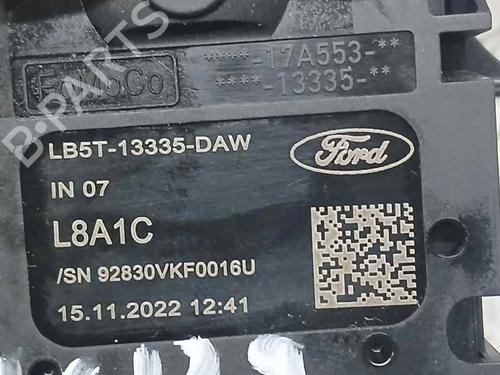 *****-17A553-**
FoMoCo
****-13335-**
LB5T-13335-DAW
Ford
IN 07
L8A1C
/SN 92830VKF0016U
15.11.2022 12:41
B-PARTS